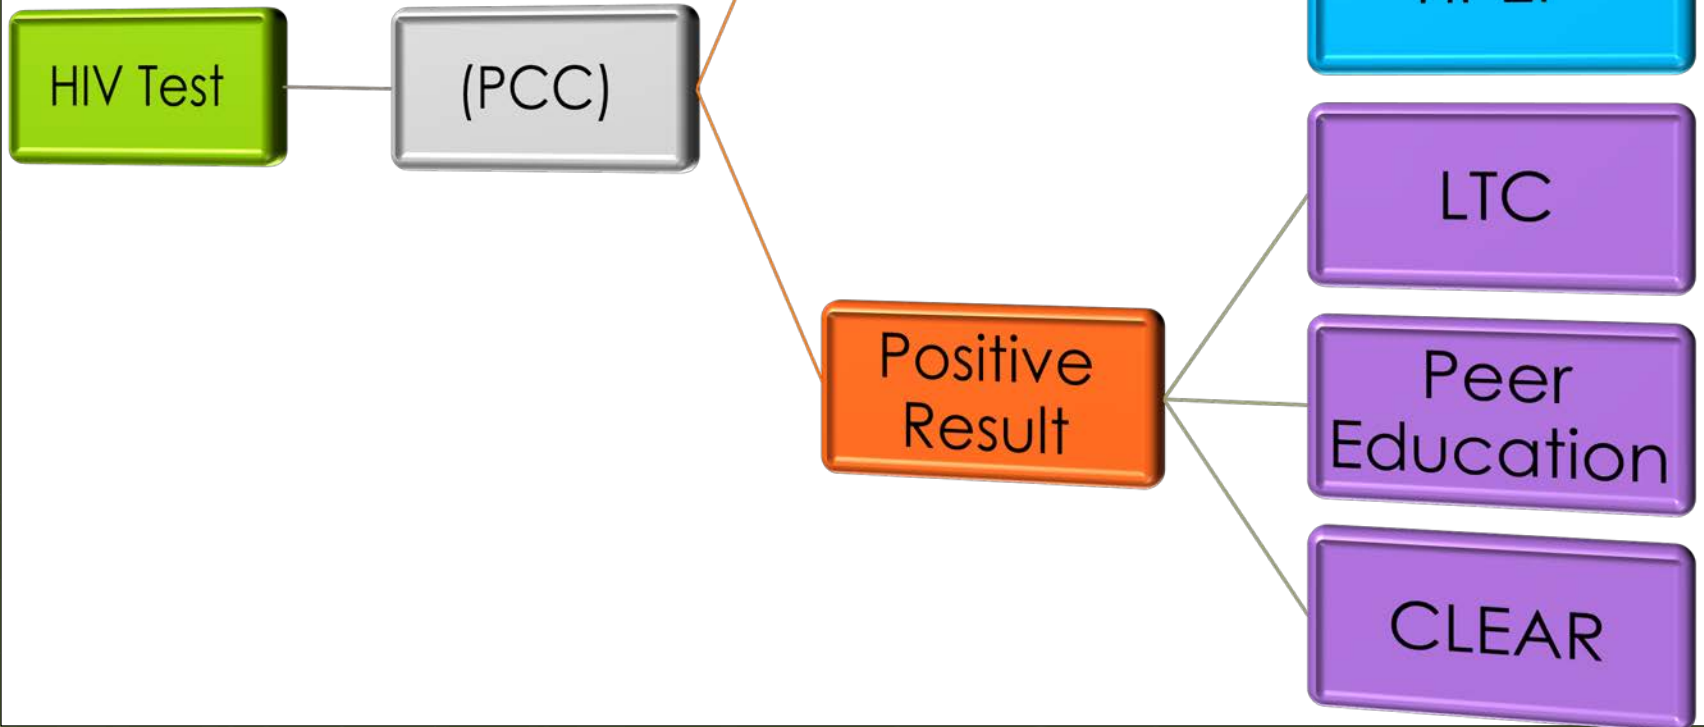 HIV Test
(PCC)
LTC
Positive
Result
Peer
Education
CLEAR